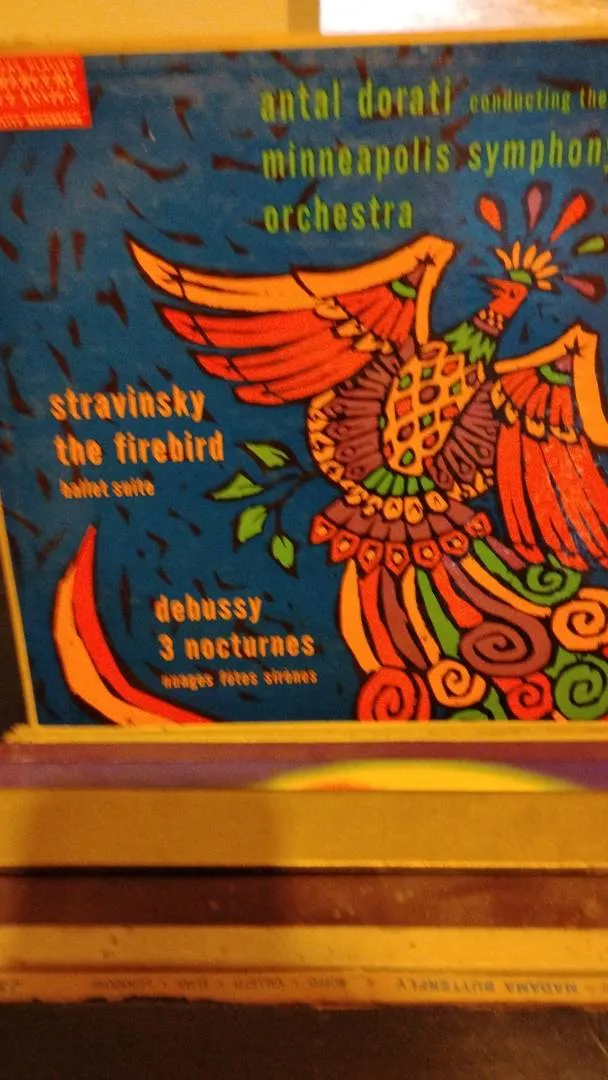 antal dorati conducting the
minneapolis symphony
orchestra
stravinsky
the firebird
ballet suite
debussy
3 nocturnes
nuages fêtes sirènes
MADAMA BUTTERFLY